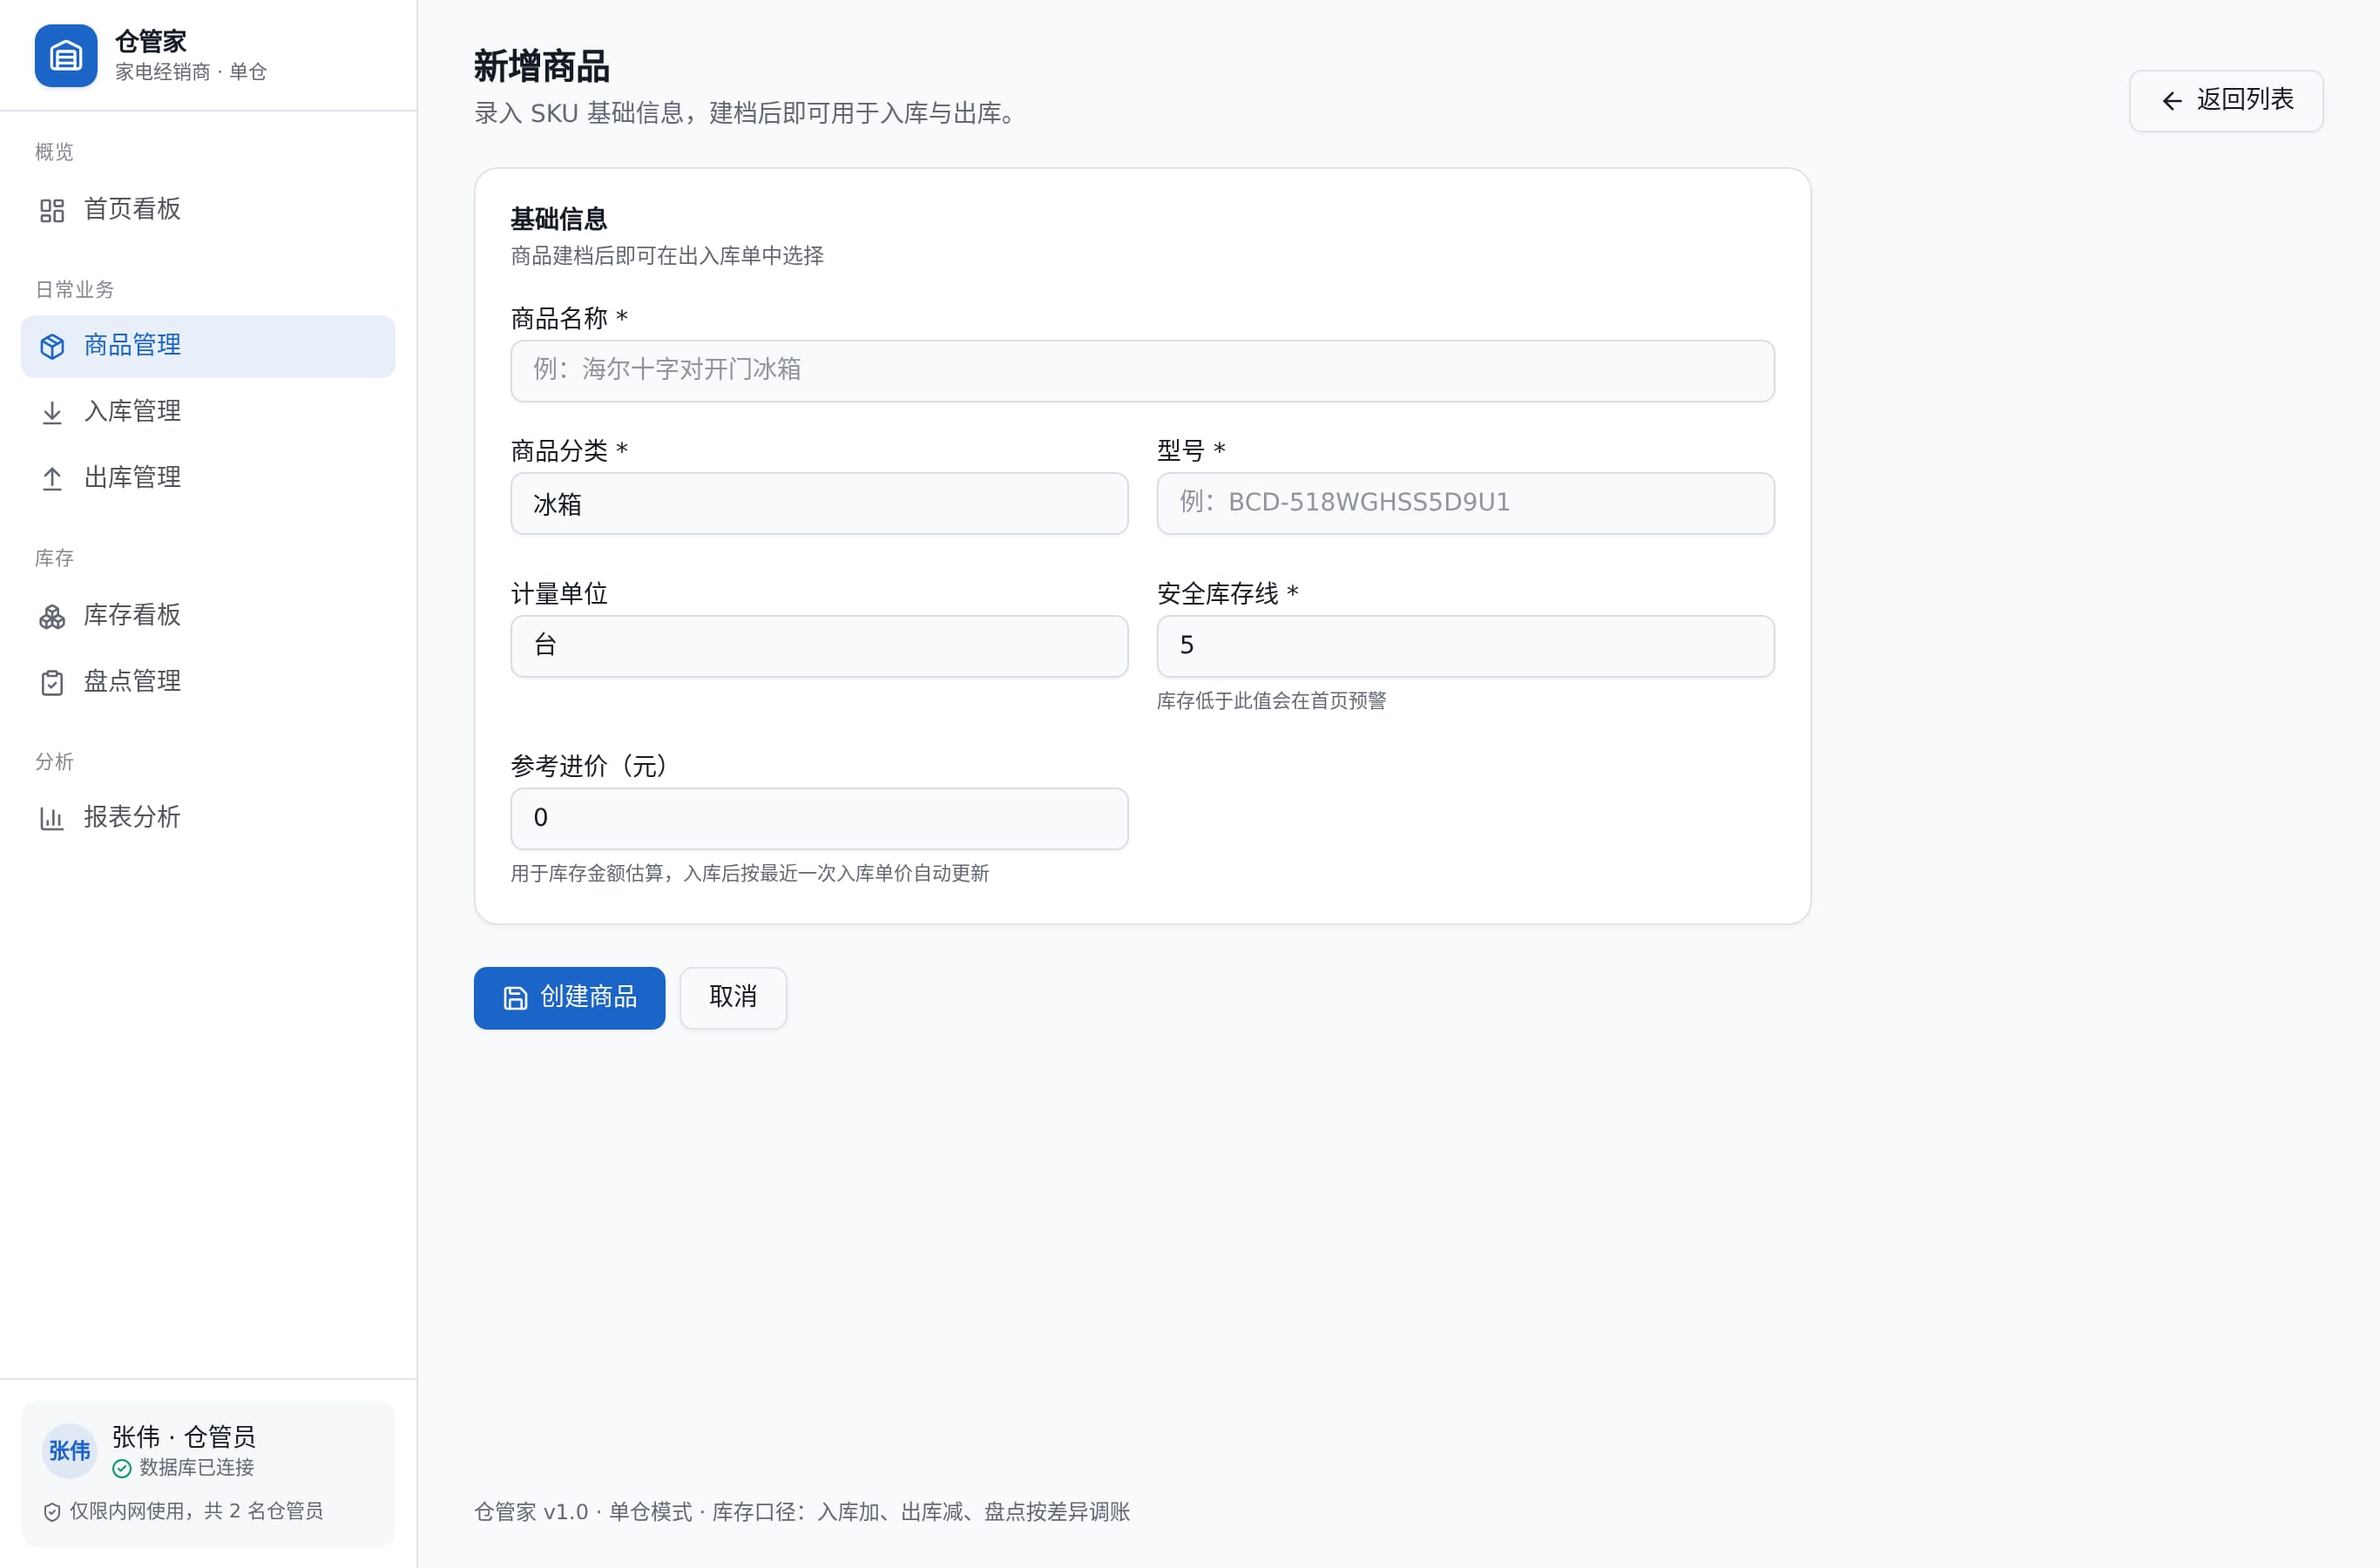 仓管家
家电经销商 · 单仓
概览
首页看板
日常业务
商品管理
入库管理
出库管理
库存
库存看板
盘点管理
分析
报表分析
张伟
张伟 · 仓管员
数据库已连接
仅限内网使用，共 2 名仓管员
新增商品
录入 SKU 基础信息，建档后即可用于入库与出库。
返回列表
基础信息
商品建档后即可在出入库单中选择
商品名称 *
例：海尔十字对开门冰箱
商品分类 *
冰箱
型号 *
例：BCD-518WGHSS5D9U1
计量单位
台
安全库存线 *
5
库存低于此值会在首页预警
参考进价（元）
0
用于库存金额估算，入库后按最近一次入库单价自动更新
创建商品
取消
仓管家 v1.0 · 单仓模式 · 库存口径：入库加、出库减、盘点按差异调账